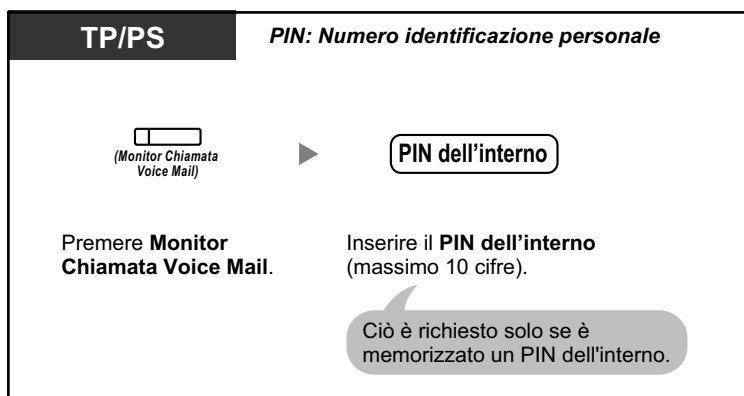 TP/PS
PIN: Numero identificazione personale
(Monitor Chiamata
Voice Mail)
PIN dell’interno
Premere Monitor
Chiamata Voice Mail.
Inserire il PIN dell’interno
(massimo 10 cifre).
Ciò è richiesto solo se è
memorizzato un PIN dell'interno.